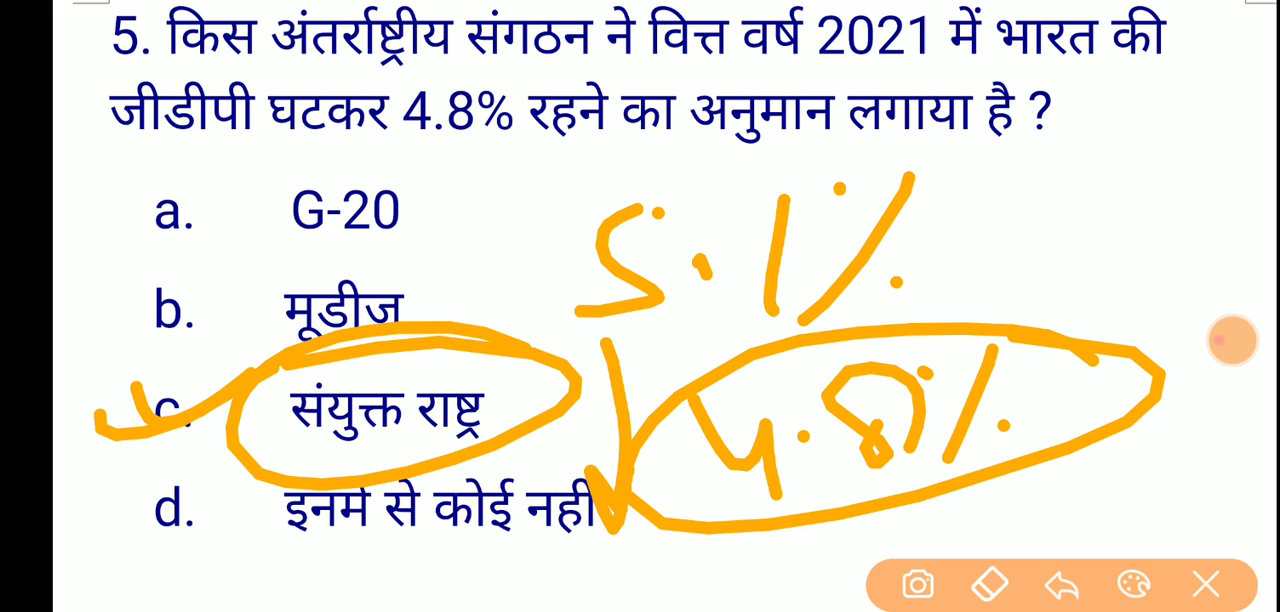 5. किस अंतर्राष्ट्रीय संगठन ने वित्त वर्ष 2021 में भारत की
जीडीपी घटकर 4.8% रहने का अनुमान लगाया है ?
a. G-20
5.1%
b. मूडीज
c. संयुक्त राष्ट्र
4.8%
d. इनमे से कोई नही